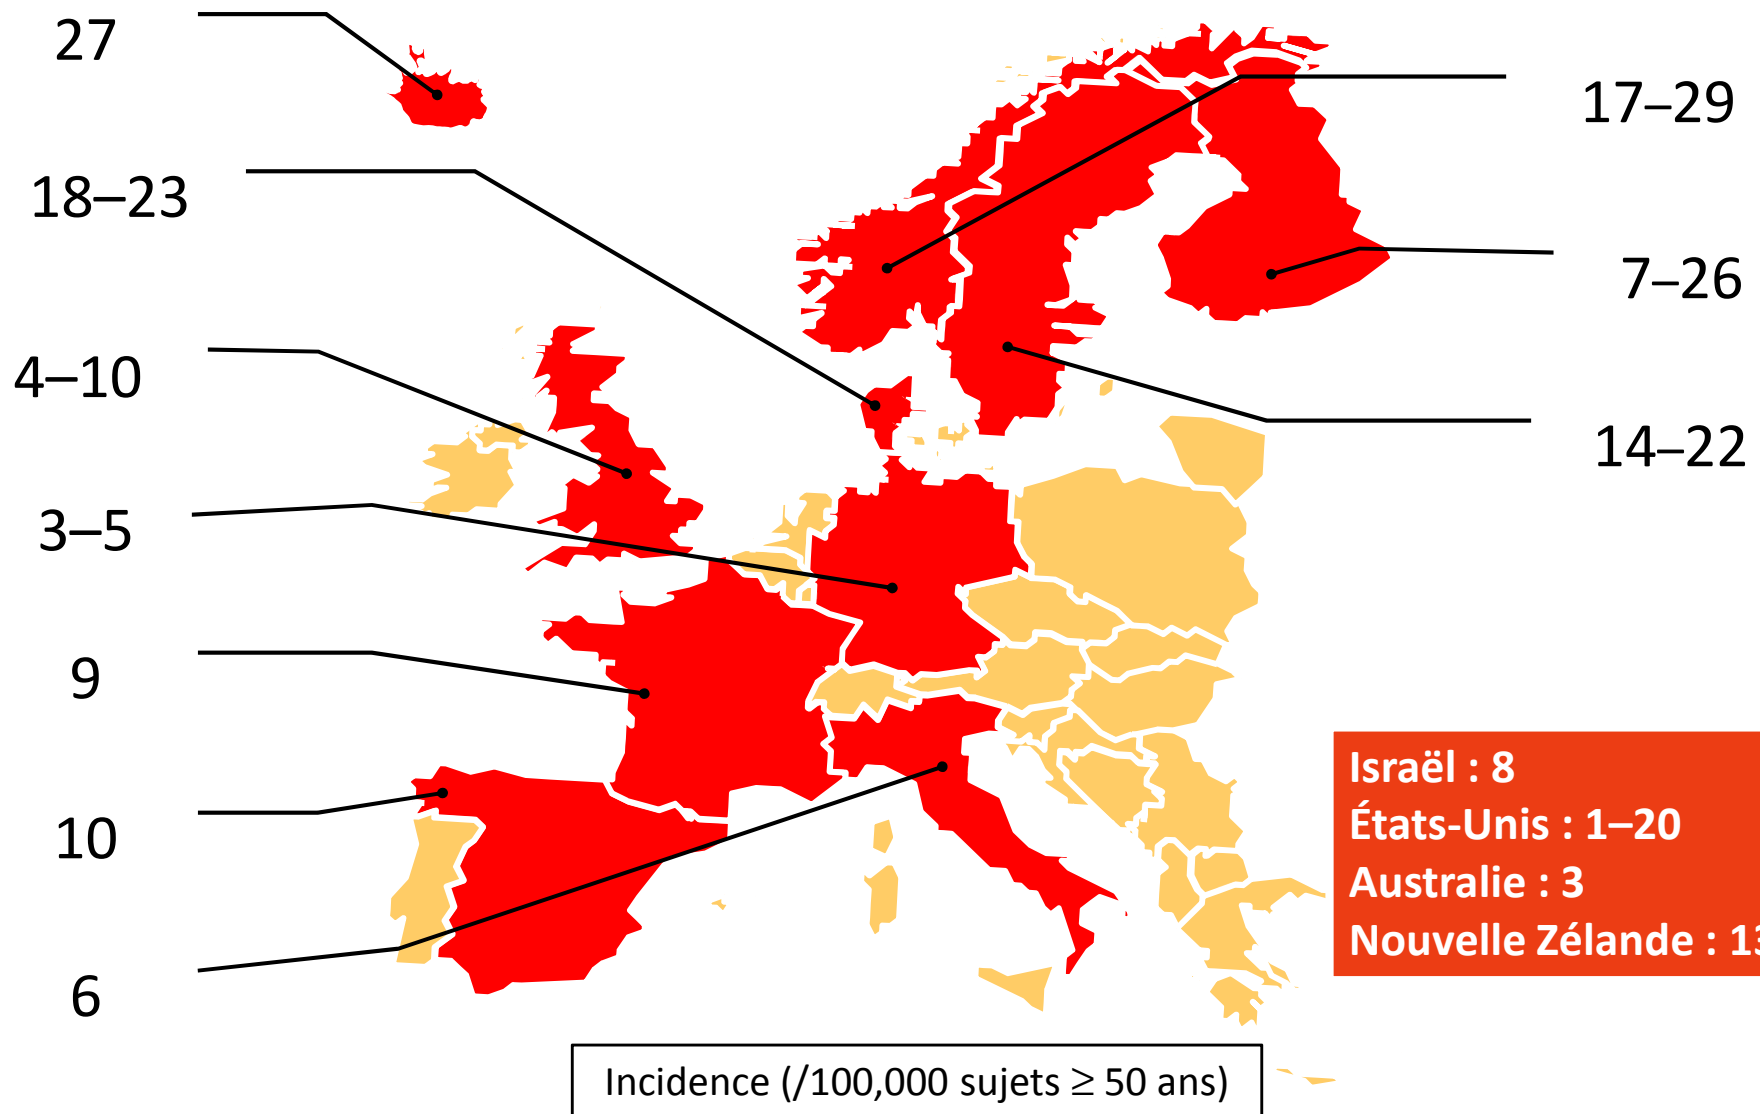 27
17–29
18–23
7–26
4–10
14–22
3–5
9
Israël : 8
États-Unis : 1–20
10
Australie : 3
Nouvelle Zélande : 13
6
Incidence (/100,000 sujets ≥ 50 ans)